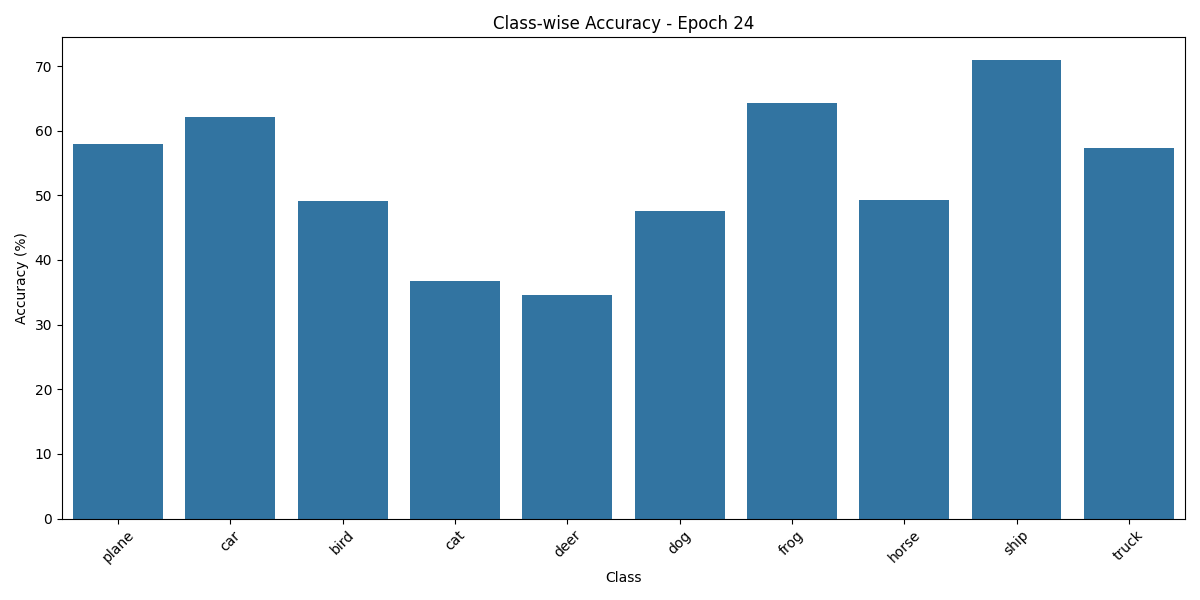 Class-wise Accuracy - Epoch 24
Accuracy (%)
70
60
50
40
30
20
10
0
plane
car
bird
cat
deer
dog
frog
horse
ship
truck
Class